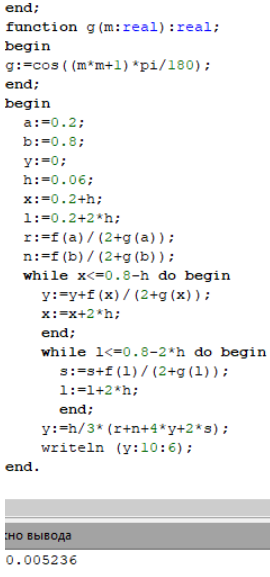 end;
function g(m:real):real;
begin
g:=cos((m*m+1)*pi/180);
end;
begin
a:=0.2;
b:=0.8;
y:=0;
h:=0.06;
x:=0.2+h;
l:=0.2+2*h;
r:=f(a)/(2+g(a));
n:=f(b)/(2+g(b));
while x<=0.8-h do begin
y:=y+f(x)/(2+g(x));
x:=x+2*h;
end;
while l<=0.8-2*h do begin
s:=s+f(l)/(2+g(l));
l:=l+2*h;
end;
y:=h/3*(r+n+4*y+2*s);
writeln (y:10:6);
end.
но вывода
0.005236